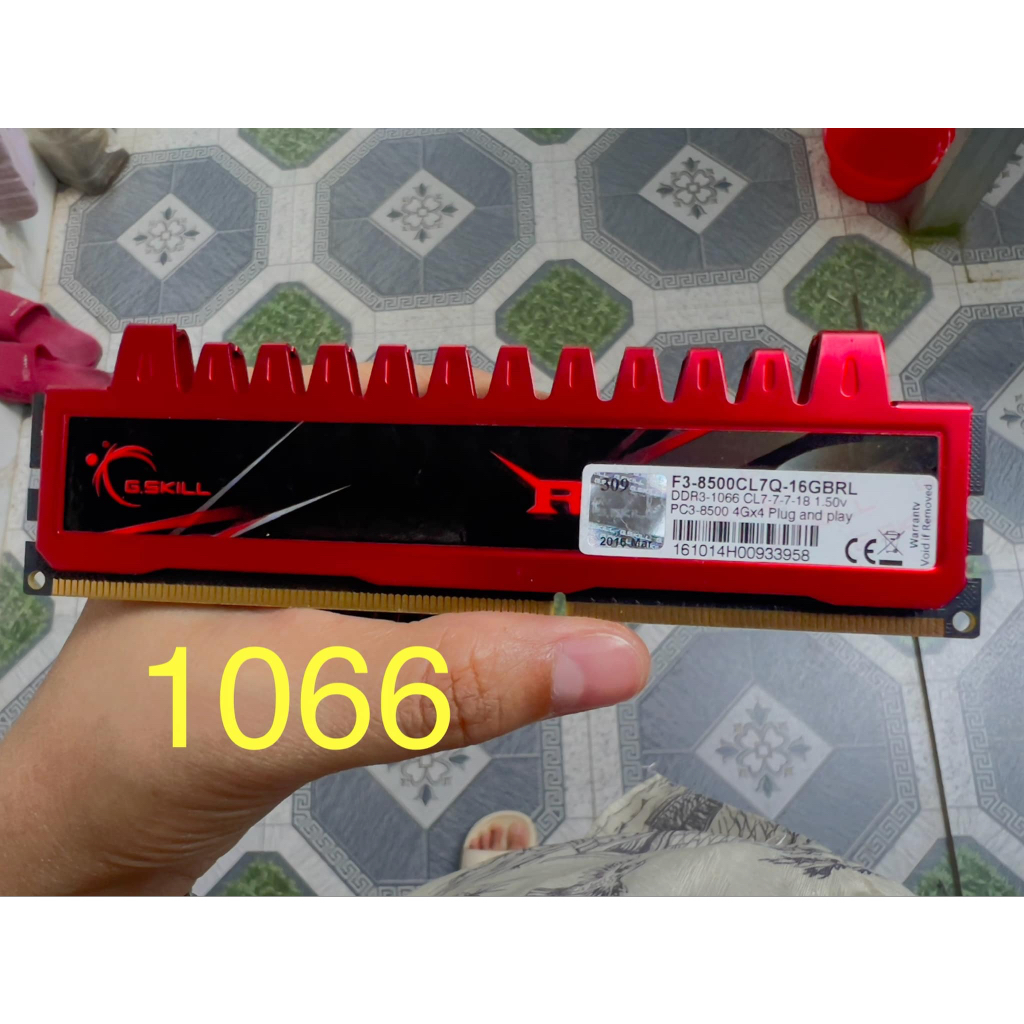 G.SKILL
309
2016 Mar
F3-8500CL7Q-16GBRL
DDR3-1066 CL7-7-7-18 1.50v
PC3-8500 4Gx4 Plug and play
161014H00933958
CE
Warranty
Void if Removed
1066